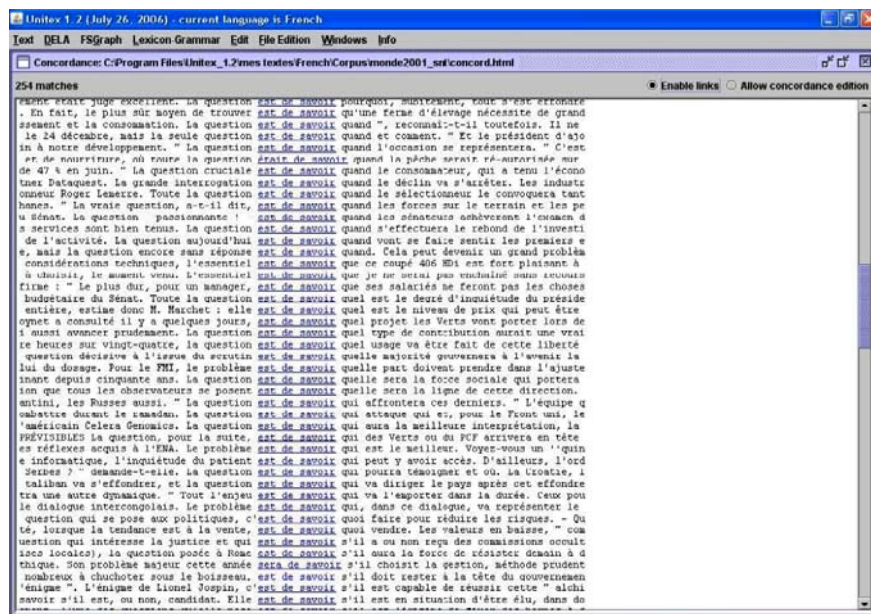 Unitex 1.2 (July 26, 2006) - current language is French
Text DELA FSGraph Lexicon-Grammar Edit File Edition Windows Info
Concordance: C:\Program Files\Unitex_1.2\mes textes\French\Corpus\monde2001_snt\concord.html
254 matches Enable links Allow concordance edition
ement était jugé excellent. La question est de savoir pourquoi, subitement, tout s'est effondré
. En fait, le plus sûr moyen de trouver est de savoir qu'une ferme d'élevage nécessite de grand
ssement et la consommation. La question est de savoir quand ", reconnaît-t-il toutefois. Il ne
le 24 décembre, mais la seule question est de savoir quand et comment. " Et le président d'ajo
in à notre développement. " La question est de savoir quand l'occasion se représentera. " C'est
et de nourriture, où toute la question était de savoir quand la pêche serait ré-autorisée sur
de 47 % en juin. " La question cruciale est de savoir quand le consommateur, qui a tenu l'écono
tner Dataquest. La grande interrogation est de savoir quand le déclin va s'arrêter. Les industr
onneur Roger Lemerre. Toute la question est de savoir quand le sélectionneur le convoquera tant
hanes. " La vraie question, a-t-il dit, est de savoir quand les forces sur le terrain et les pe
u Sénat. La question passionnante ! est de savoir quand les sénateurs achèveront l'examen d
s services sont bien tenus. La question est de savoir quand s'effectuera le rebond de l'investi
de l'activité. La question aujourd'hui est de savoir quand vont se faire sentir les premiers e
e, mais la question encore sans réponse est de savoir quand. Cela peut devenir un grand problèm
considérations techniques, l'essentiel est de savoir que ce coupé 406 HDi est fort plaisant à
à choisir, le moment venu. L'essentiel est de savoir que je ne serai pas enchaîné sans recours
firme : " Le plus dur, pour un manager, est de savoir que ses salariés ne feront pas les choses
budgétaire du Sénat. Toute la question est de savoir quel est le degré d'inquiétude du préside
entière, estime donc M. Marchet : elle est de savoir quel est le niveau de prix qui peut être
oynet a consulté il y a quelques jours, est de savoir quel projet les Verts vont porter lors de
i aussi avancer prudemment. La question est de savoir quel type de contribution aurait une vrai
re heures sur vingt-quatre, la question est de savoir quel usage va être fait de cette liberté
question décisive à l'issue du scrutin est de savoir quelle majorité gouvernera à l'avenir la
lui du dosage. Pour le FMI, le problème est de savoir quelle part doivent prendre dans l'ajuste
inant depuis cinquante ans. La question est de savoir quelle sera la force sociale qui portera
ion que tous les observateurs se posent est de savoir quelle sera la ligne de cette direction.
antini, les Russes aussi. " La question est de savoir qui affrontera ces derniers. " L'équipe q
ombattre durant le ramadan. La question est de savoir qui attaque qui et, pour le Front uni, le
'américain Celera Genomics. La question est de savoir qui aura la meilleure interprétation, la
PRÉVISIBLES La question, pour la suite, est de savoir qui des Verts ou du PCF arrivera en tête
es réflexes acquis à l'ENA. Le problème est de savoir qui est le meilleur. Voyez-vous un ''quin
e informatique, l'inquiétude du patient est de savoir qui peut y avoir accès. D'ailleurs, l'ord
Serbes ? " demande-t-elle. La question est de savoir qui pourra témoigner et où. La Croatie, i
taliban va s'effondrer, et la question est de savoir qui va diriger le pays après cet effondre
tra une autre dynamique. " Tout l'enjeu est de savoir qui va l'emporter dans la durée. Ceux pou
le dialogue intercongolais. Le problème est de savoir qui, dans ce dialogue, va représenter le
question qui se pose aux politiques, c'est de savoir quoi faire pour réduire les risques. - Qu
té, lorsque la tendance est à la vente, est de savoir quoi vendre. Les valeurs en baisse, " com
uestion qui intéresse la justice et qui est de savoir s'il a ou non reçu des commissions occult
ises locales), la question posée à Rome est de savoir s'il aura la force de résister demain à d
thique. Son problème majeur cette année sera de savoir s'il choisit la gestion, méthode prudent
nombreux à chuchoter sous le boisseau, est de savoir s'il doit rester à la tête du gouvernemen
'énigme ". L'énigme de Lionel Jospin, c'est de savoir s'il est capable de réussir cette " alchi
savoir s'il est, ou non, candidat. Elle est de savoir s'il est en situation d'être élu, dans do